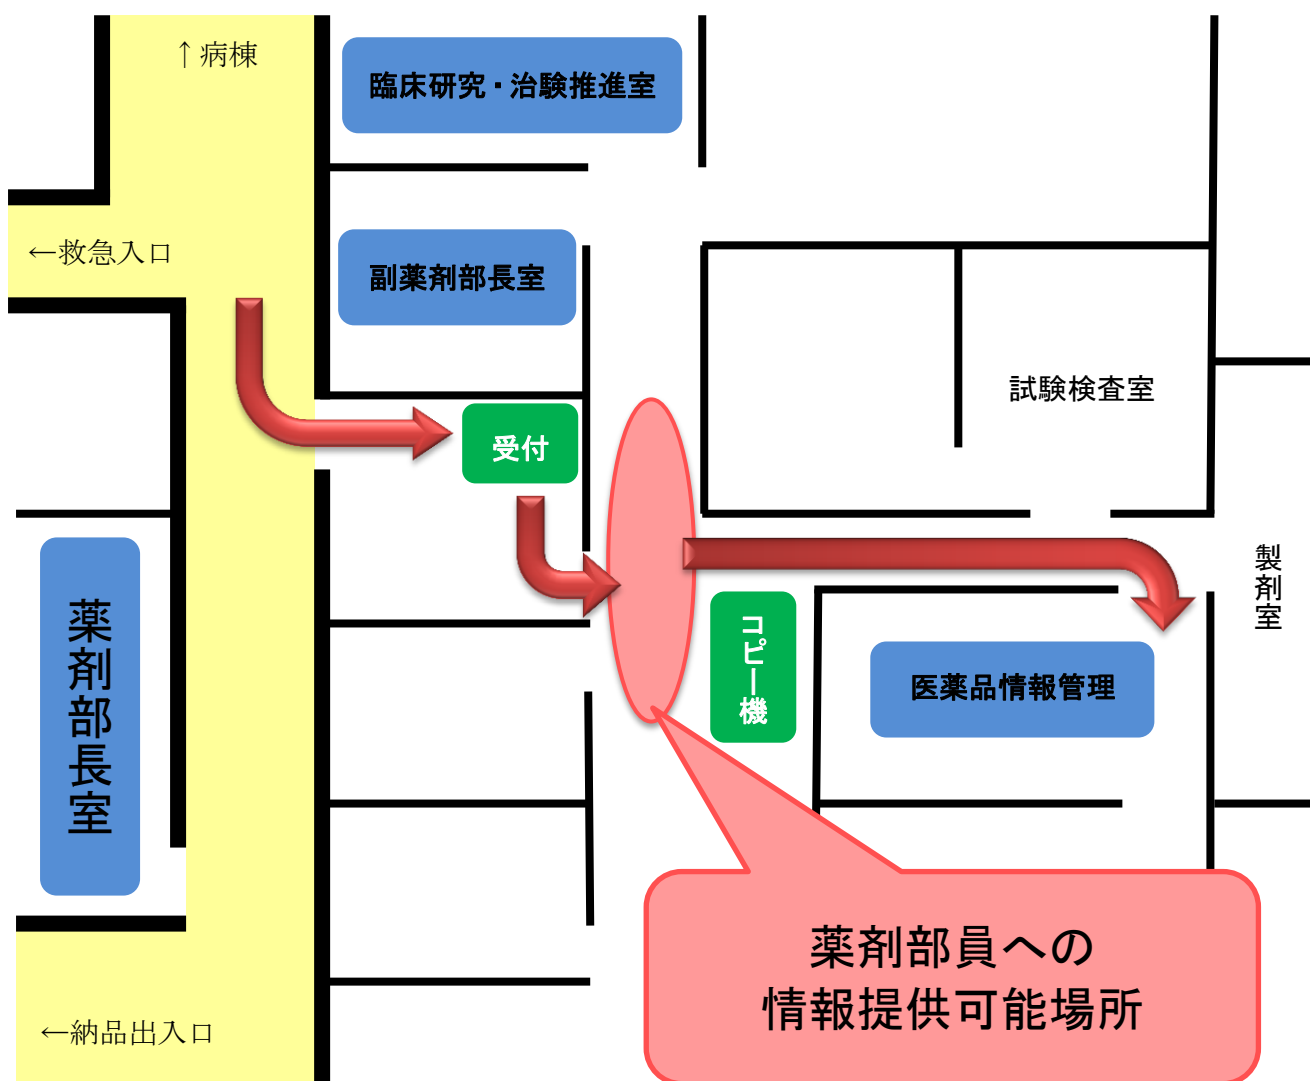 ↑病棟
臨床研究・治験推進室
←救急入口
副薬剤部長室
試験検査室
受付
製剤室
薬剤部長室
コピー機
医薬品情報管理
薬剤部員への
情報提供可能場所
←納品出入口